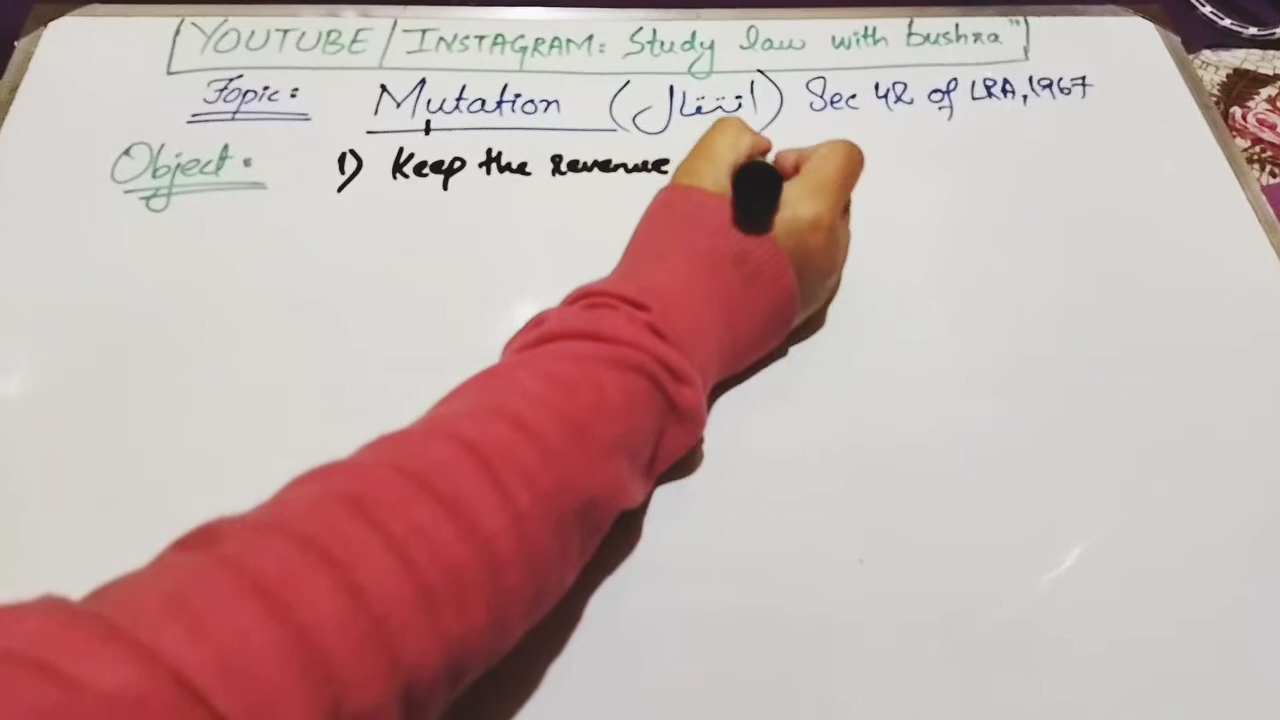 [YOUTUBE / INSTAGRAM: Study law with bushra"]
Topic: Mutation (انتقال) Sec 42 of LRA, 1967
Object: 1) Keep the revenue